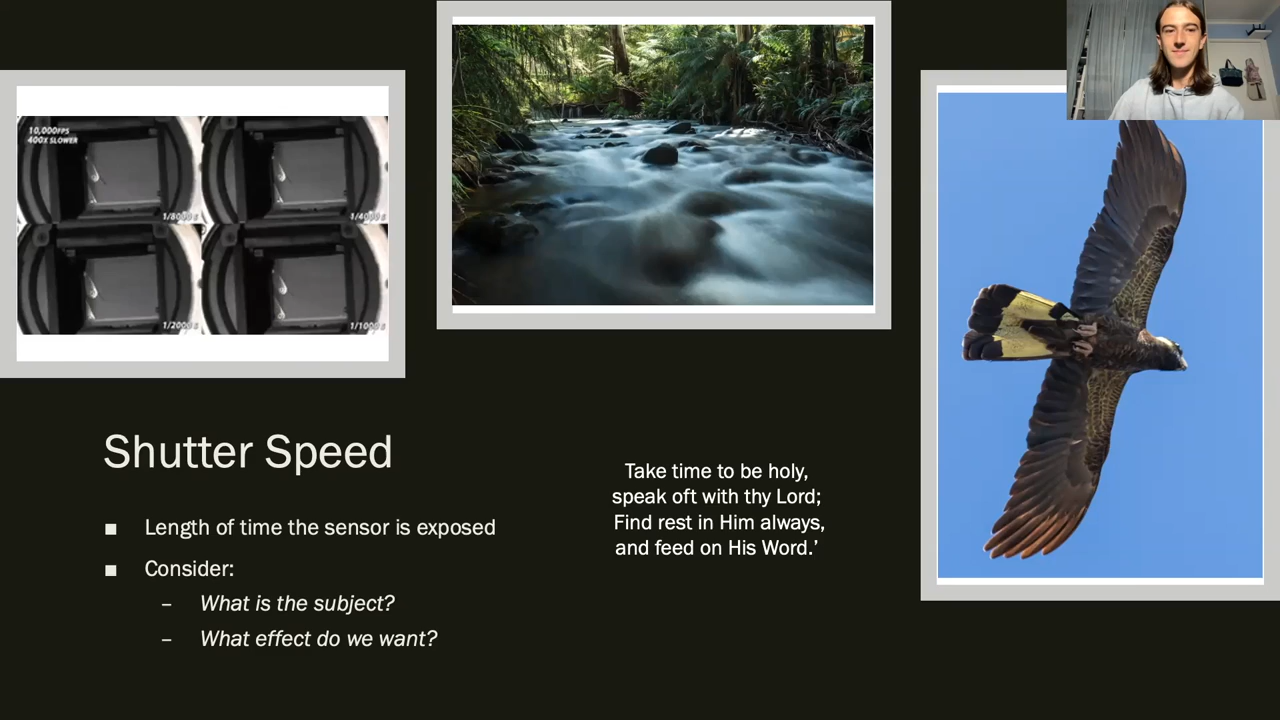 10,000FPS
400X SLOWER
1/8000 S
1/4000 S
1/2000 S
1/1000 S
Shutter Speed
■ Length of time the sensor is exposed
■ Consider:
– What is the subject?
– What effect do we want?
Take time to be holy,
speak oft with thy Lord;
Find rest in Him always,
and feed on His Word.’